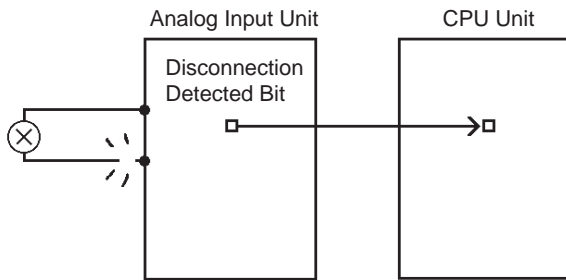 Analog Input Unit
CPU Unit
Disconnection
Detected Bit